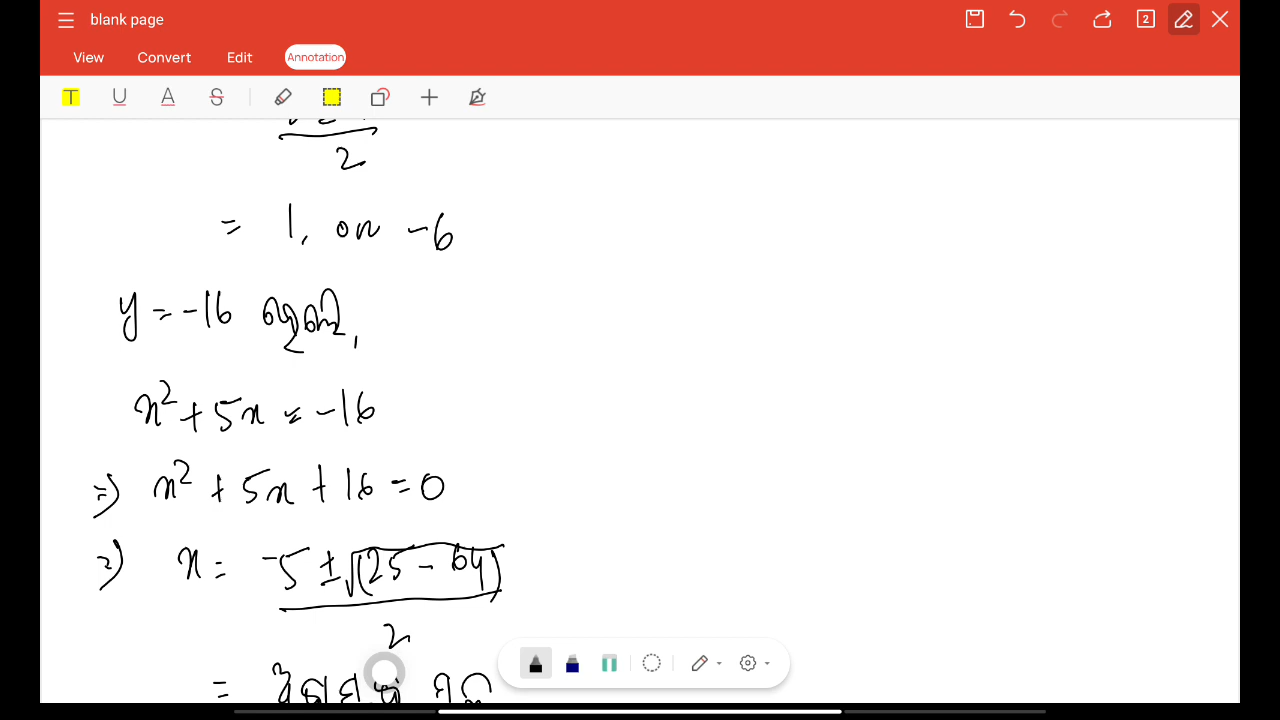 blank page
2
View Convert Edit Annotation
T U A S
2
= 1, or -6
y = -16
x² + 5x = -16
=) x² + 5x + 16 = 0
=) x = -5 ± √(25 - 64)
2
=